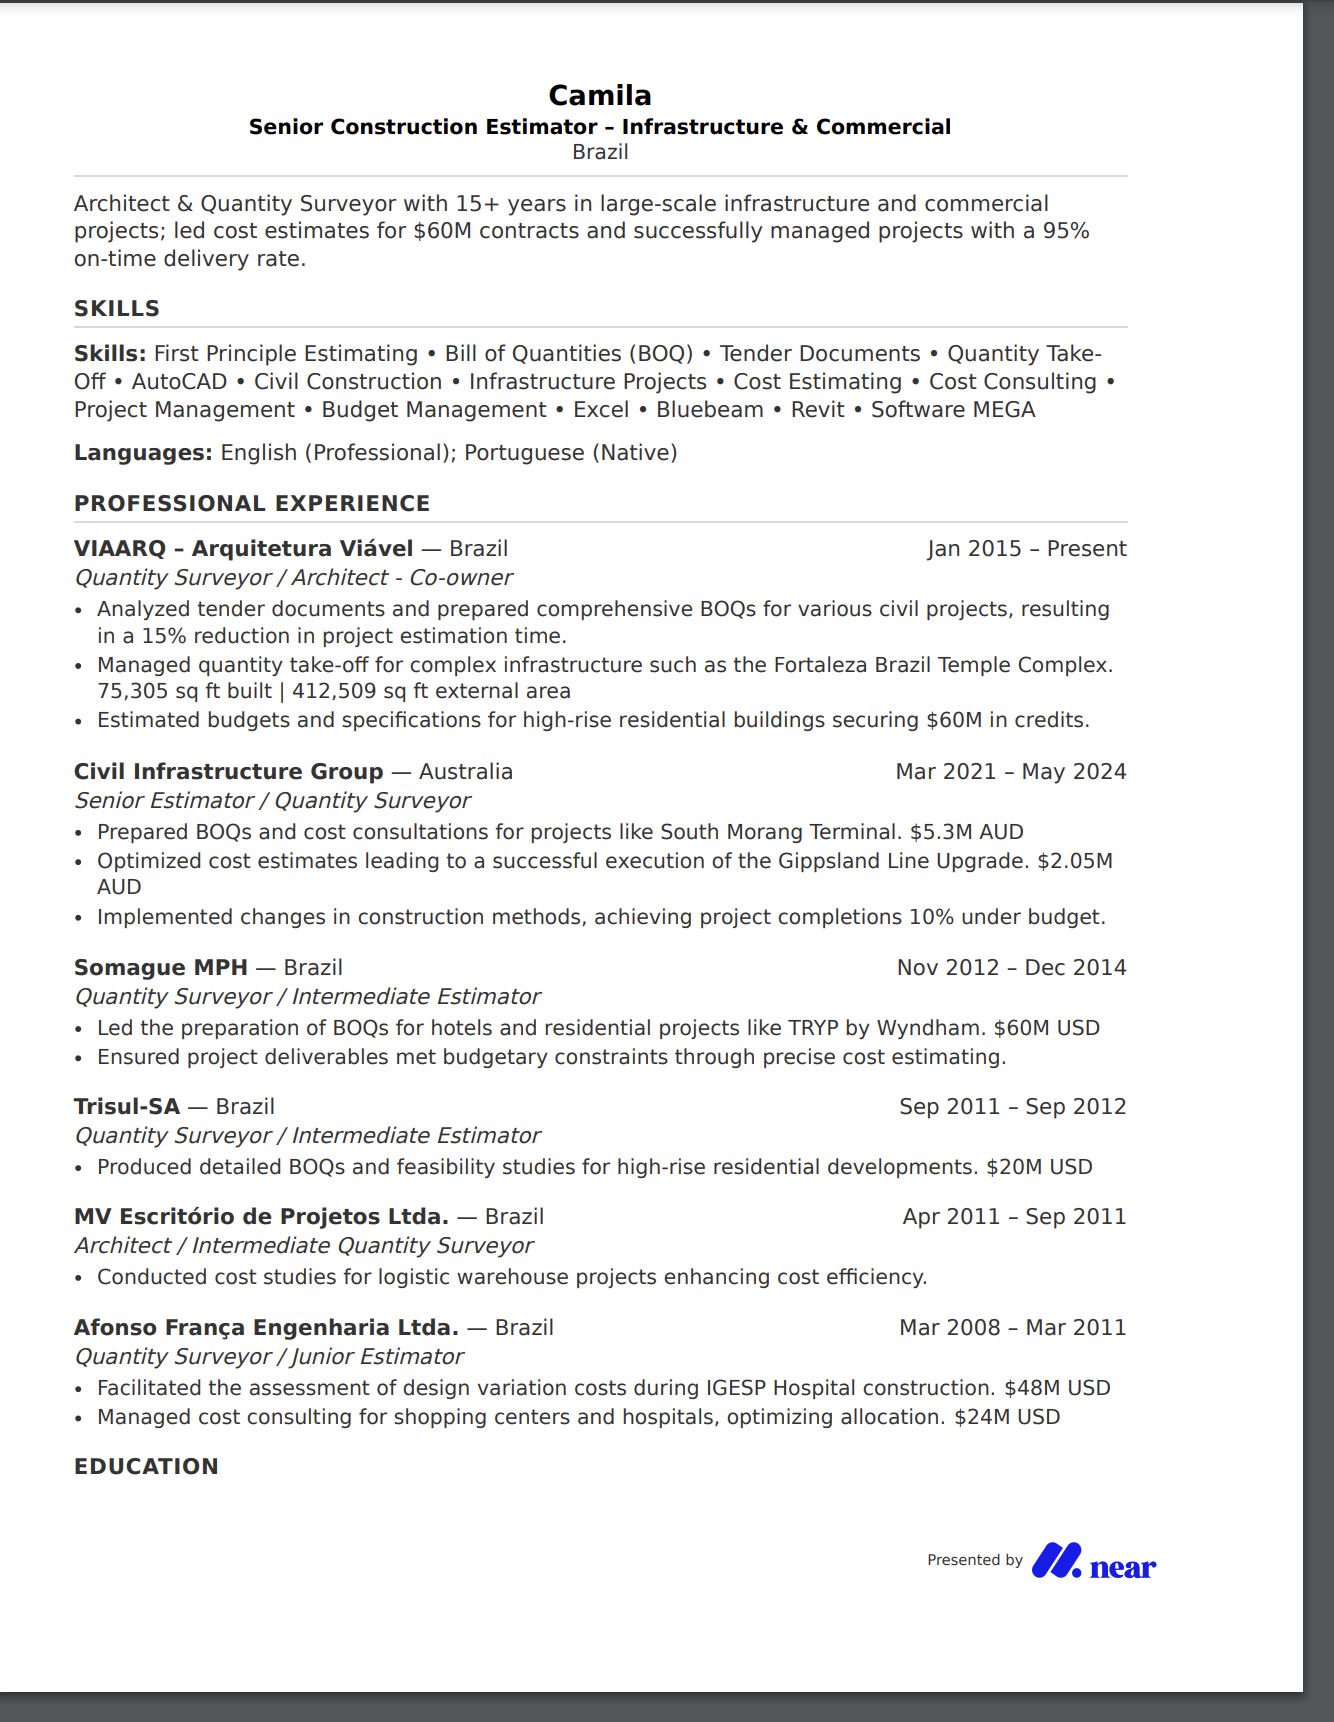 Camila
Senior Construction Estimator – Infrastructure & Commercial
Brazil
Architect & Quantity Surveyor with 15+ years in large-scale infrastructure and commercial
projects; led cost estimates for $60M contracts and successfully managed projects with a 95%
on-time delivery rate.
SKILLS
Skills: First Principle Estimating • Bill of Quantities (BOQ) • Tender Documents • Quantity Take-
Off • AutoCAD • Civil Construction • Infrastructure Projects • Cost Estimating • Cost Consulting •
Project Management • Budget Management • Excel • Bluebeam • Revit • Software MEGA
Languages: English (Professional); Portuguese (Native)
PROFESSIONAL EXPERIENCE
VIAARQ – Arquitetura Viável — Brazil Jan 2015 – Present
Quantity Surveyor / Architect - Co-owner
• Analyzed tender documents and prepared comprehensive BOQs for various civil projects, resulting
in a 15% reduction in project estimation time.
• Managed quantity take-off for complex infrastructure such as the Fortaleza Brazil Temple Complex.
75,305 sq ft built | 412,509 sq ft external area
• Estimated budgets and specifications for high-rise residential buildings securing $60M in credits.
Civil Infrastructure Group — Australia Mar 2021 – May 2024
Senior Estimator / Quantity Surveyor
• Prepared BOQs and cost consultations for projects like South Morang Terminal. $5.3M AUD
• Optimized cost estimates leading to a successful execution of the Gippsland Line Upgrade. $2.05M
AUD
• Implemented changes in construction methods, achieving project completions 10% under budget.
Somague MPH — Brazil Nov 2012 – Dec 2014
Quantity Surveyor / Intermediate Estimator
• Led the preparation of BOQs for hotels and residential projects like TRYP by Wyndham. $60M USD
• Ensured project deliverables met budgetary constraints through precise cost estimating.
Trisul-SA — Brazil Sep 2011 – Sep 2012
Quantity Surveyor / Intermediate Estimator
• Produced detailed BOQs and feasibility studies for high-rise residential developments. $20M USD
MV Escritório de Projetos Ltda. — Brazil Apr 2011 – Sep 2011
Architect / Intermediate Quantity Surveyor
• Conducted cost studies for logistic warehouse projects enhancing cost efficiency.
Afonso França Engenharia Ltda. — Brazil Mar 2008 – Mar 2011
Quantity Surveyor / Junior Estimator
• Facilitated the assessment of design variation costs during IGESP Hospital construction. $48M USD
• Managed cost consulting for shopping centers and hospitals, optimizing allocation. $24M USD
EDUCATION
Presented by near